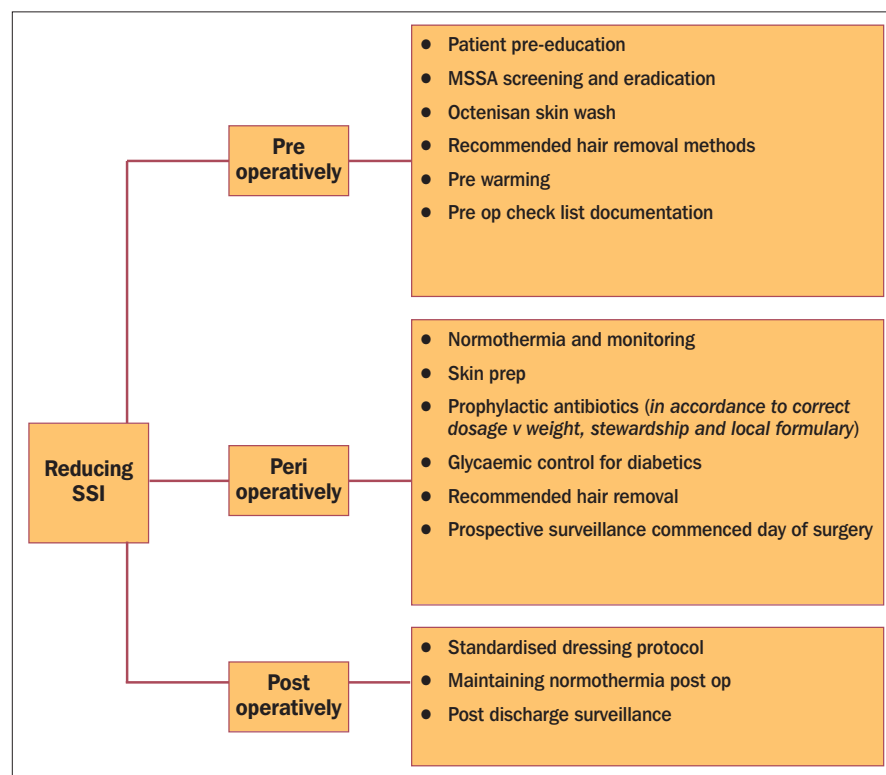 Reducing
SSI
Pre
operatively
● Patient pre-education
● MSSA screening and eradication
● Octenisan skin wash
● Recommended hair removal methods
● Pre warming
● Pre op check list documentation
Peri
operatively
● Normothermia and monitoring
● Skin prep
● Prophylactic antibiotics (in accordance to correct
dosage v weight, stewardship and local formulary)
● Glycaemic control for diabetics
● Recommended hair removal
● Prospective surveillance commenced day of surgery
Post
operatively
● Standardised dressing protocol
● Maintaining normothermia post op
● Post discharge surveillance